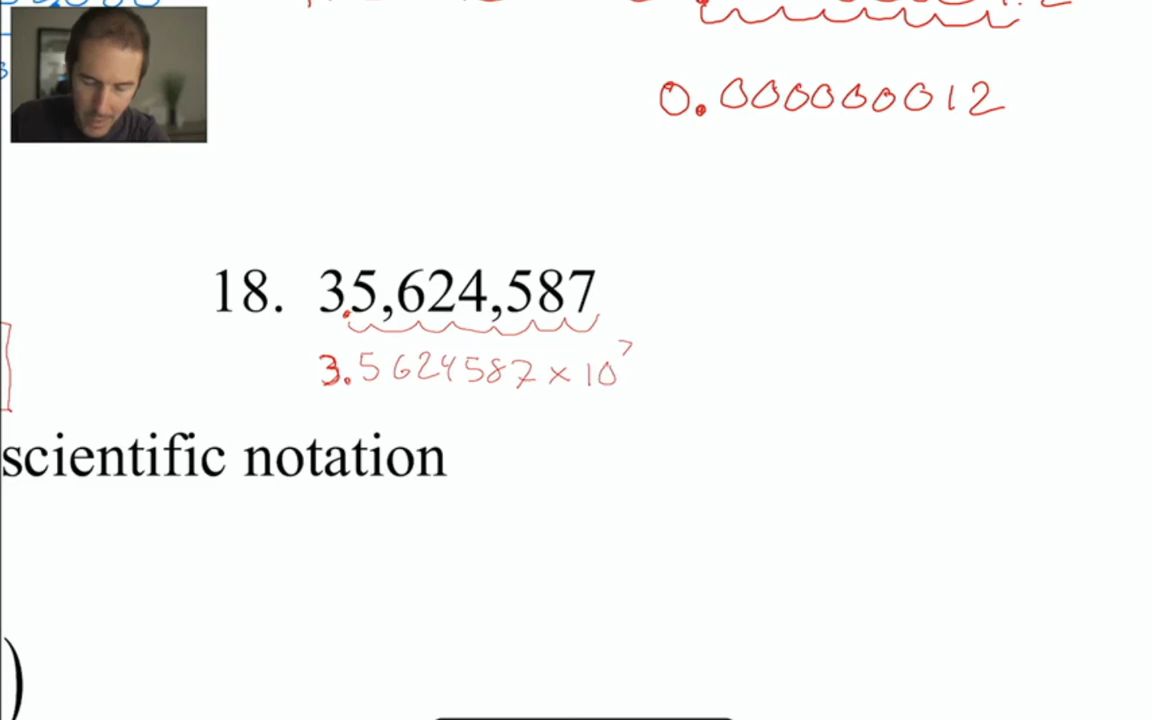 0.000000012
18. 35,624,587
3.5624587 × 10⁷
scientific notation
)